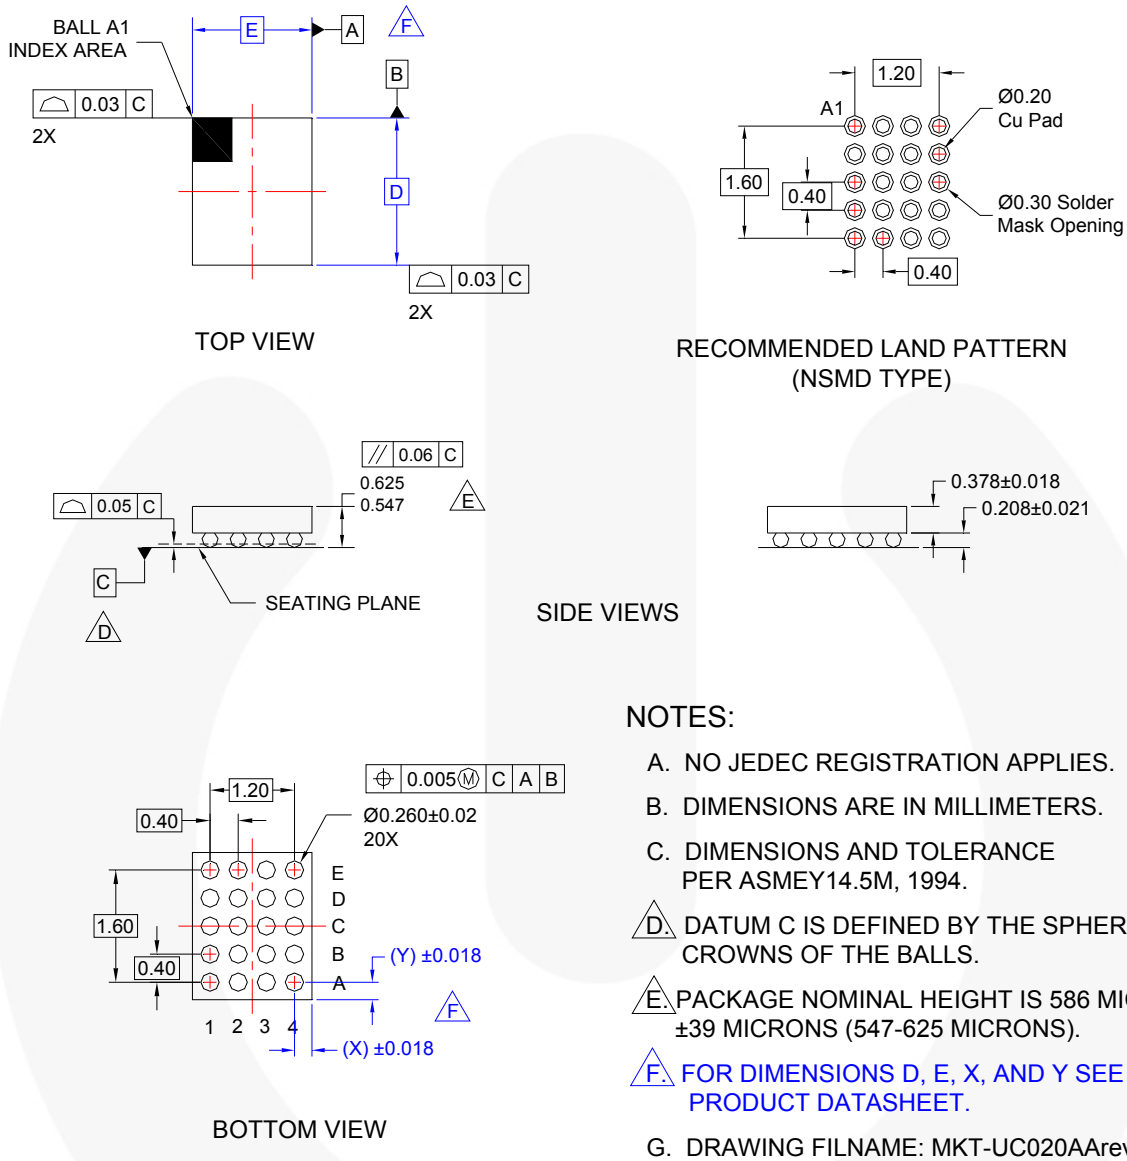 BALL A1
INDEX AREA
E
A
F
B
0.03 C
2X
D
0.03 C
2X
TOP VIEW
1.20
A1
Ø0.20
Cu Pad
1.60
0.40
Ø0.30 Solder
Mask Opening
0.40
RECOMMENDED LAND PATTERN
(NSMD TYPE)
// 0.06 C
0.625
0.547
E
0.05 C
C
D
SEATING PLANE
0.378±0.018
0.208±0.021
SIDE VIEWS
1.20
0.40
⌖ 0.005Ⓜ C A B
Ø0.260±0.02
20X
E
D
C
B
A
1.60
0.40
(Y) ±0.018
F
1 2 3 4
(X) ±0.018
BOTTOM VIEW
NOTES:
A. NO JEDEC REGISTRATION APPLIES.
B. DIMENSIONS ARE IN MILLIMETERS.
C. DIMENSIONS AND TOLERANCE
PER ASMEY14.5M, 1994.
D. DATUM C IS DEFINED BY THE SPHER
CROWNS OF THE BALLS.
E. PACKAGE NOMINAL HEIGHT IS 586 MI
±39 MICRONS (547-625 MICRONS).
F. FOR DIMENSIONS D, E, X, AND Y SEE
PRODUCT DATASHEET.
G. DRAWING FILNAME: MKT-UC020AArev